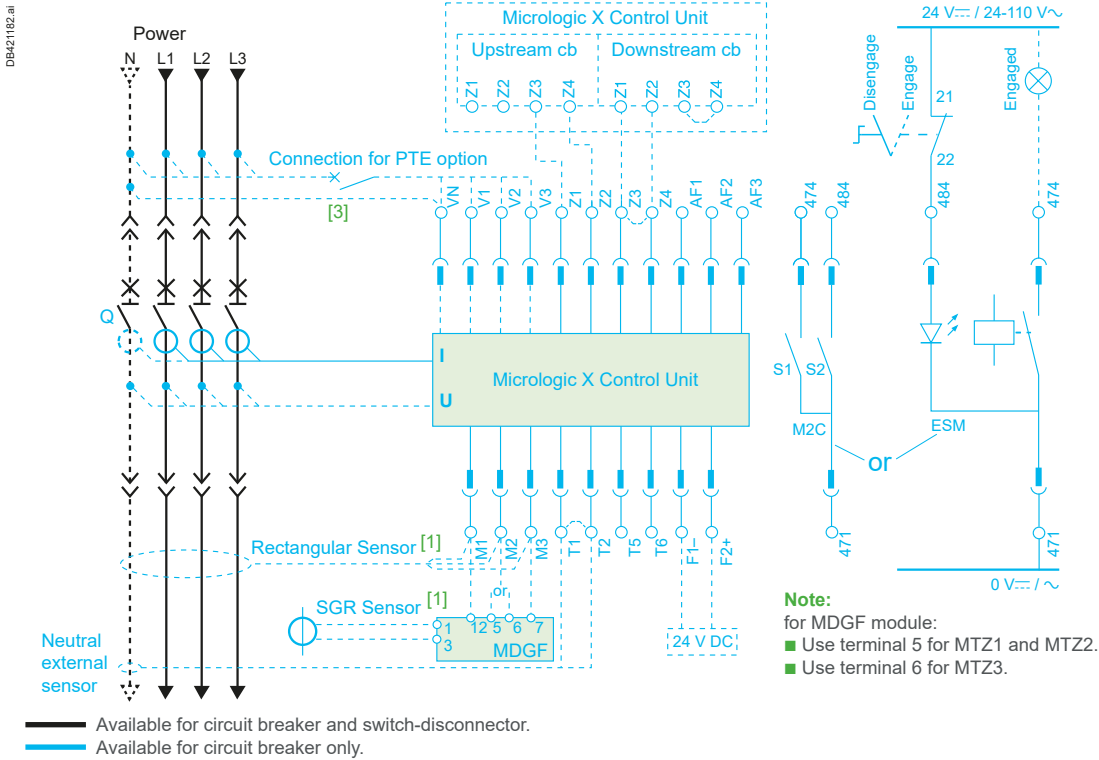 DB421182.ai
Power
N L1 L2 L3
Micrologic X Control Unit
Upstream cb Downstream cb
Z1 Z2 Z3 Z4 Z1 Z2 Z3 Z4
24 V⎓ / 24-110 V∿
Disengage
Engage
Engaged
21
22
Connection for PTE option
[3]
VN V1 V2 V3 Z1 Z2 Z3 Z4 AF1 AF2 AF3
474 484 484 474
Q
I
Micrologic X Control Unit
U
S1 S2
M2C
ESM
or
Rectangular Sensor [1]
M1 M2 M3 T1 T2 T5 T6 F1– F2+
471 471
0 V⎓ / ∿
or
SGR Sensor [1]
1 12 5 6 7
3 MDGF
24 V DC
Neutral
external
sensor
Note:
for MDGF module:
■ Use terminal 5 for MTZ1 and MTZ2.
■ Use terminal 6 for MTZ3.
Available for circuit breaker and switch-disconnector.
Available for circuit breaker only.